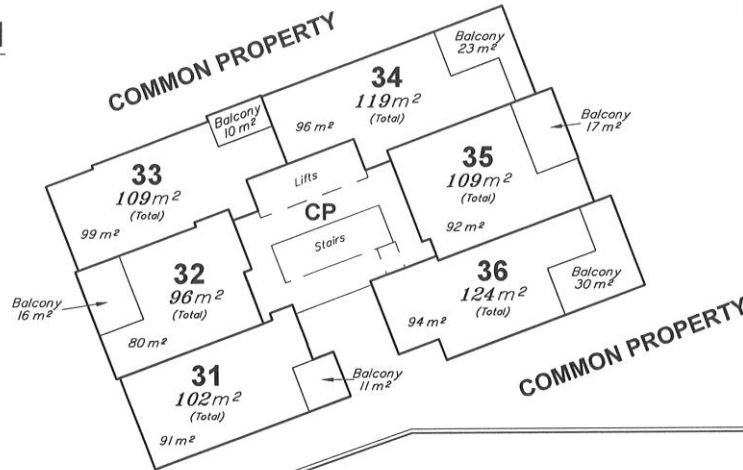 COMMON PROPERTY
Balcony
23 m²
34
119m²
(Total)
96 m²
Balcony
10 m²
Balcony
17 m²
33
109m²
(Total)
99 m²
Lifts
35
109m²
(Total)
92 m²
CP
Stairs
32
96m²
(Total)
80 m²
Balcony
16 m²
36
124m²
(Total)
94 m²
Balcony
30 m²
31
102m²
(Total)
91 m²
Balcony
11 m²
COMMON PROPERTY